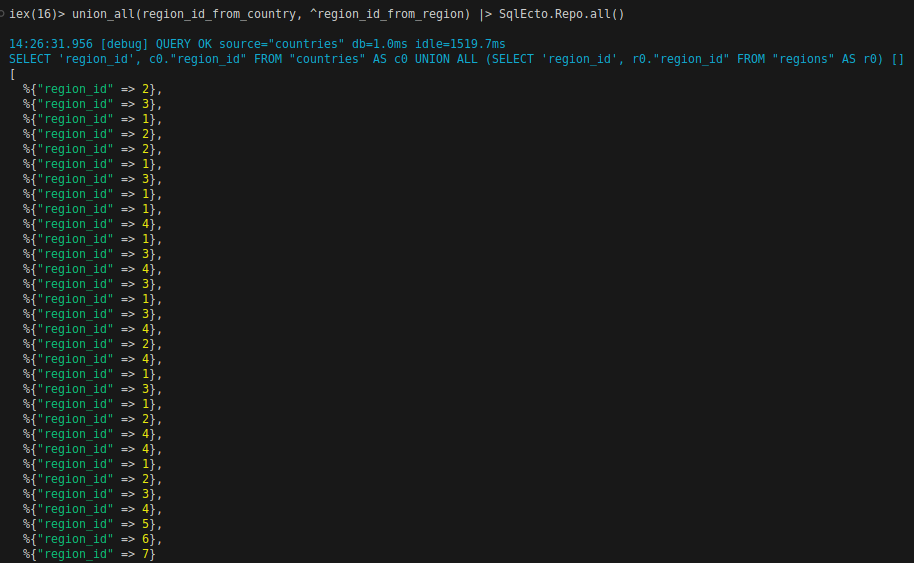 iex(16)> union_all(region_id_from_country, ^region_id_from_region) |> SqlEcto.Repo.all()
14:26:31.956 [debug] QUERY OK source="countries" db=1.0ms idle=1519.7ms
SELECT 'region_id', c0."region_id" FROM "countries" AS c0 UNION ALL (SELECT 'region_id', r0."region_id" FROM "regions" AS r0) []
[
  %{"region_id" => 2},
  %{"region_id" => 3},
  %{"region_id" => 1},
  %{"region_id" => 2},
  %{"region_id" => 2},
  %{"region_id" => 1},
  %{"region_id" => 3},
  %{"region_id" => 1},
  %{"region_id" => 1},
  %{"region_id" => 4},
  %{"region_id" => 1},
  %{"region_id" => 3},
  %{"region_id" => 4},
  %{"region_id" => 3},
  %{"region_id" => 1},
  %{"region_id" => 3},
  %{"region_id" => 4},
  %{"region_id" => 2},
  %{"region_id" => 4},
  %{"region_id" => 1},
  %{"region_id" => 3},
  %{"region_id" => 1},
  %{"region_id" => 2},
  %{"region_id" => 4},
  %{"region_id" => 4},
  %{"region_id" => 1},
  %{"region_id" => 2},
  %{"region_id" => 3},
  %{"region_id" => 4},
  %{"region_id" => 5},
  %{"region_id" => 6},
  %{"region_id" => 7}